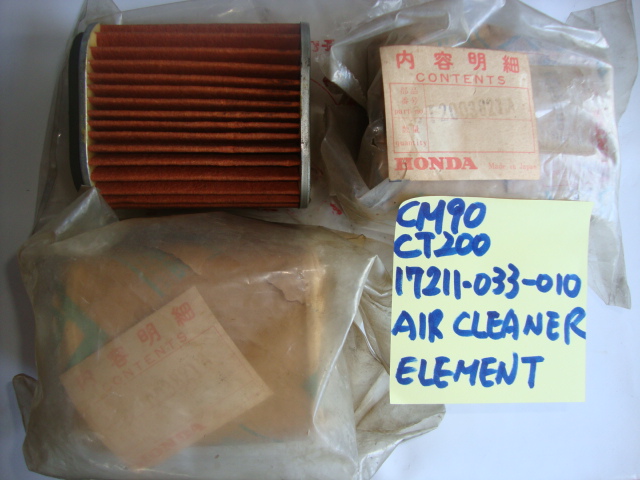 内容明細
CONTENTS
HONDA
Made in Japan
CM90
CT200
17211-033-010
AIR CLEANER
ELEMENT
内容明細
CONTENTS